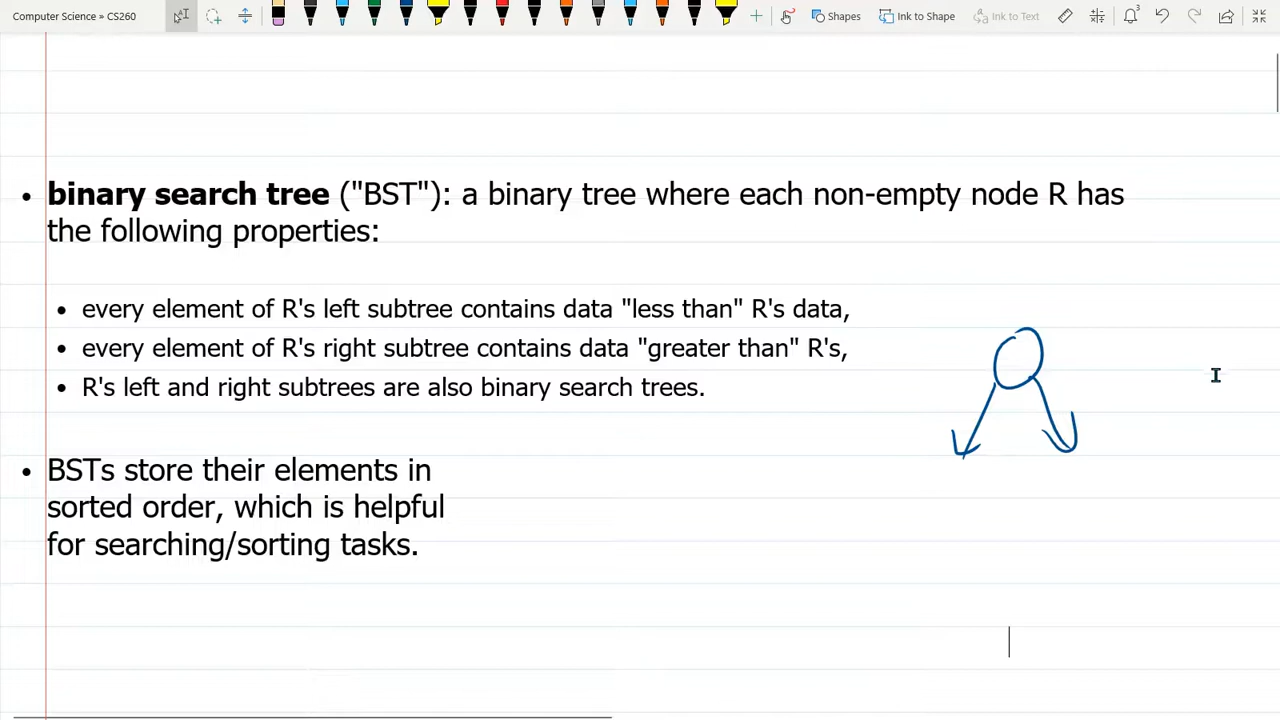 Computer Science » CS260
Shapes
Ink to Shape
Ink to Text
3
• binary search tree ("BST"): a binary tree where each non-empty node R has
the following properties:
• every element of R's left subtree contains data "less than" R's data,
• every element of R's right subtree contains data "greater than" R's,
• R's left and right subtrees are also binary search trees.
• BSTs store their elements in
sorted order, which is helpful
for searching/sorting tasks.